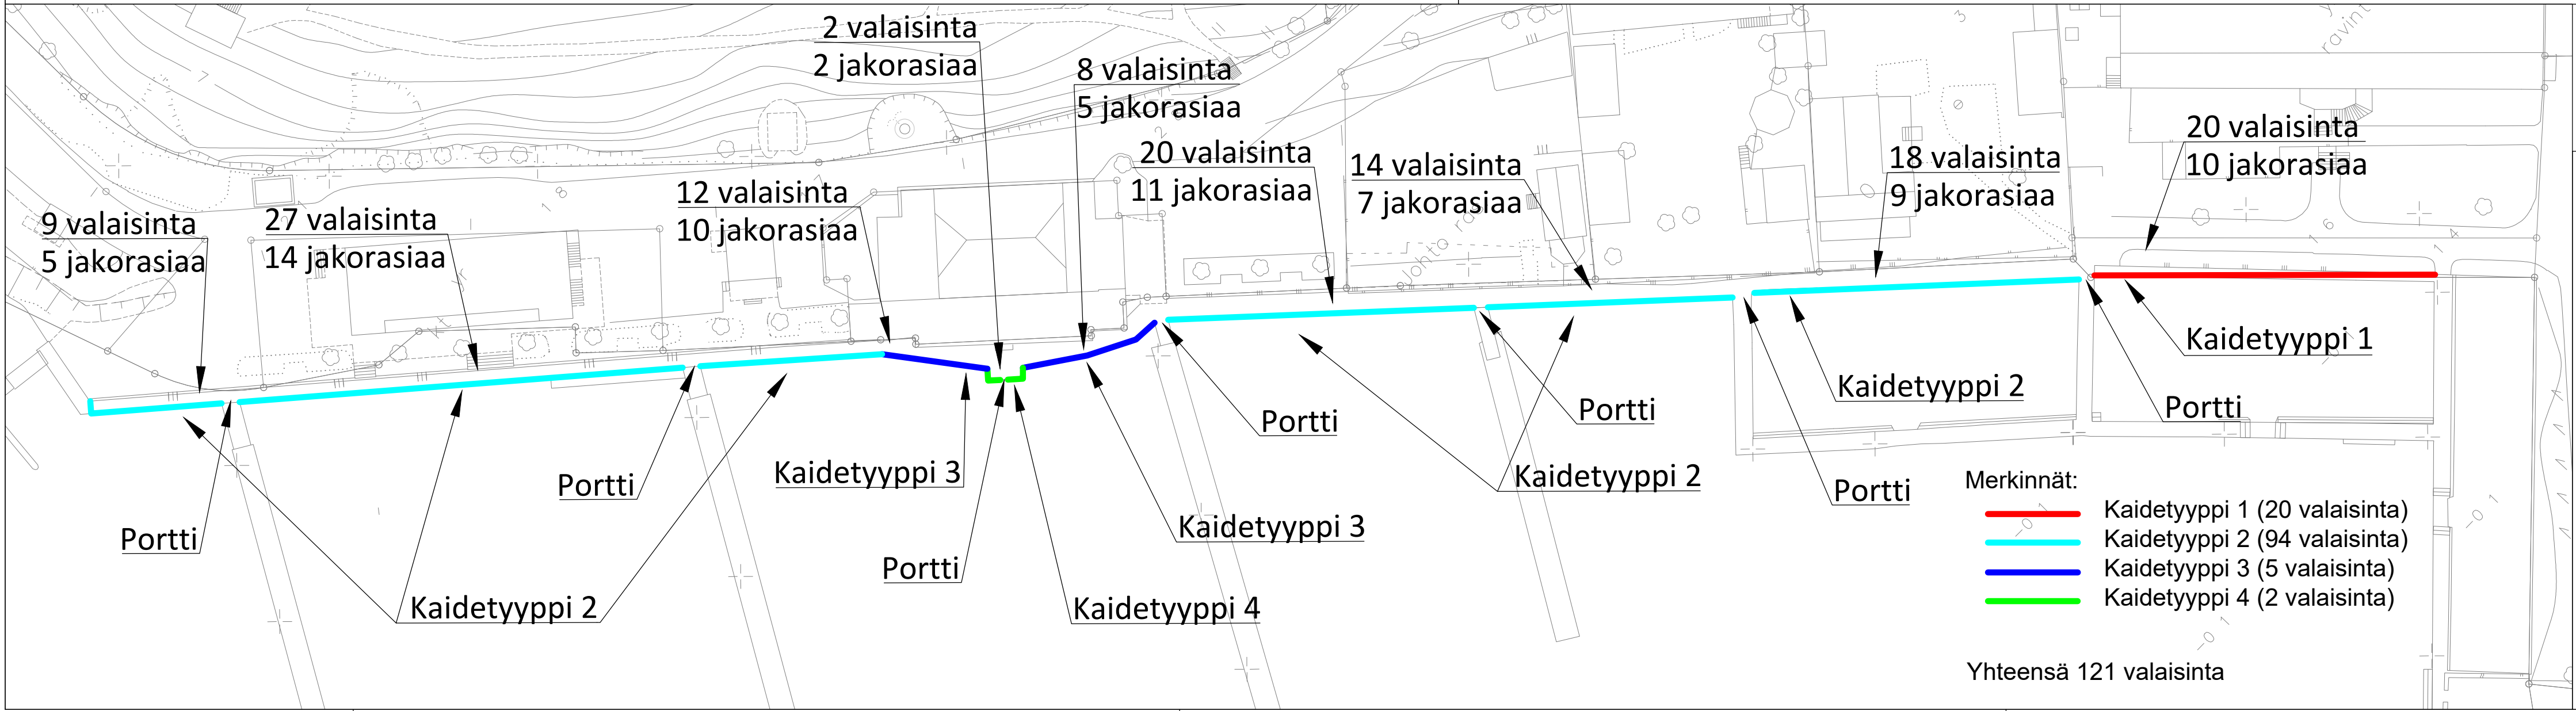 2 valaisinta
2 jakorasiaa
8 valaisinta
5 jakorasiaa
20 valaisinta
11 jakorasiaa
14 valaisinta
7 jakorasiaa
18 valaisinta
9 jakorasiaa
20 valaisinta
10 jakorasiaa
9 valaisinta
5 jakorasiaa
27 valaisinta
14 jakorasiaa
12 valaisinta
10 jakorasiaa
Kaidetyyppi 1
Kaidetyyppi 2
Portti
Portti
Portti
Kaidetyyppi 3
Kaidetyyppi 2
Portti
Portti
Kaidetyyppi 3
Portti
Portti
Kaidetyyppi 2
Kaidetyyppi 4
Merkinnät:
Kaidetyyppi 1 (20 valaisinta)
Kaidetyyppi 2 (94 valaisinta)
Kaidetyyppi 3 (5 valaisinta)
Kaidetyyppi 4 (2 valaisinta)
Yhteensä 121 valaisinta